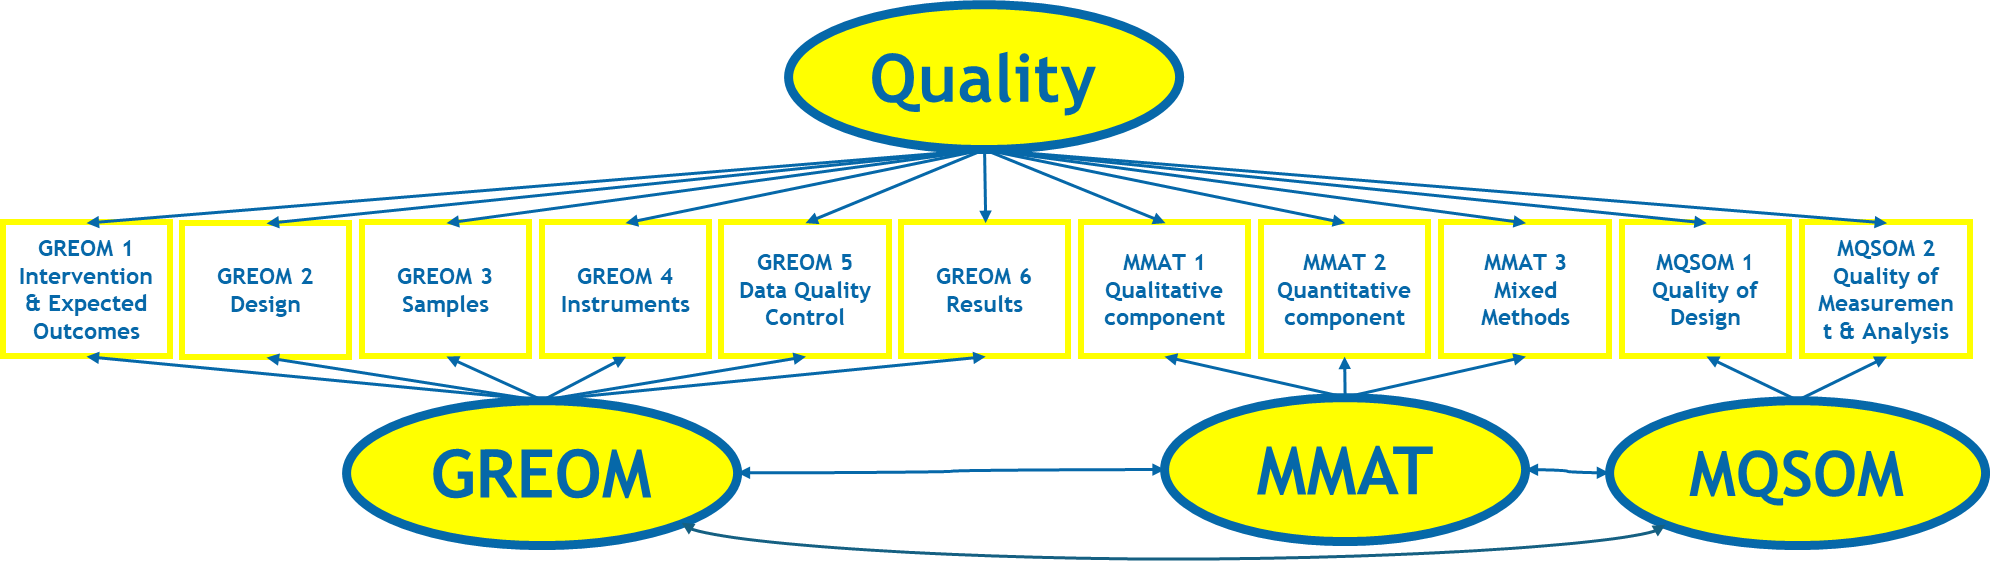 Quality
GREOM 1
Intervention
& Expected
Outcomes
GREOM 2
Design
GREOM 3
Samples
GREOM 4
Instruments
GREOM 5
Data Quality
Control
GREOM 6
Results
MMAT 1
Qualitative
component
MMAT 2
Quantitative
component
MMAT 3
Mixed
Methods
MQSOM 1
Quality of
Design
MQSOM 2
Quality of
Measuremen
t & Analysis
GREOM
MMAT
MQSOM